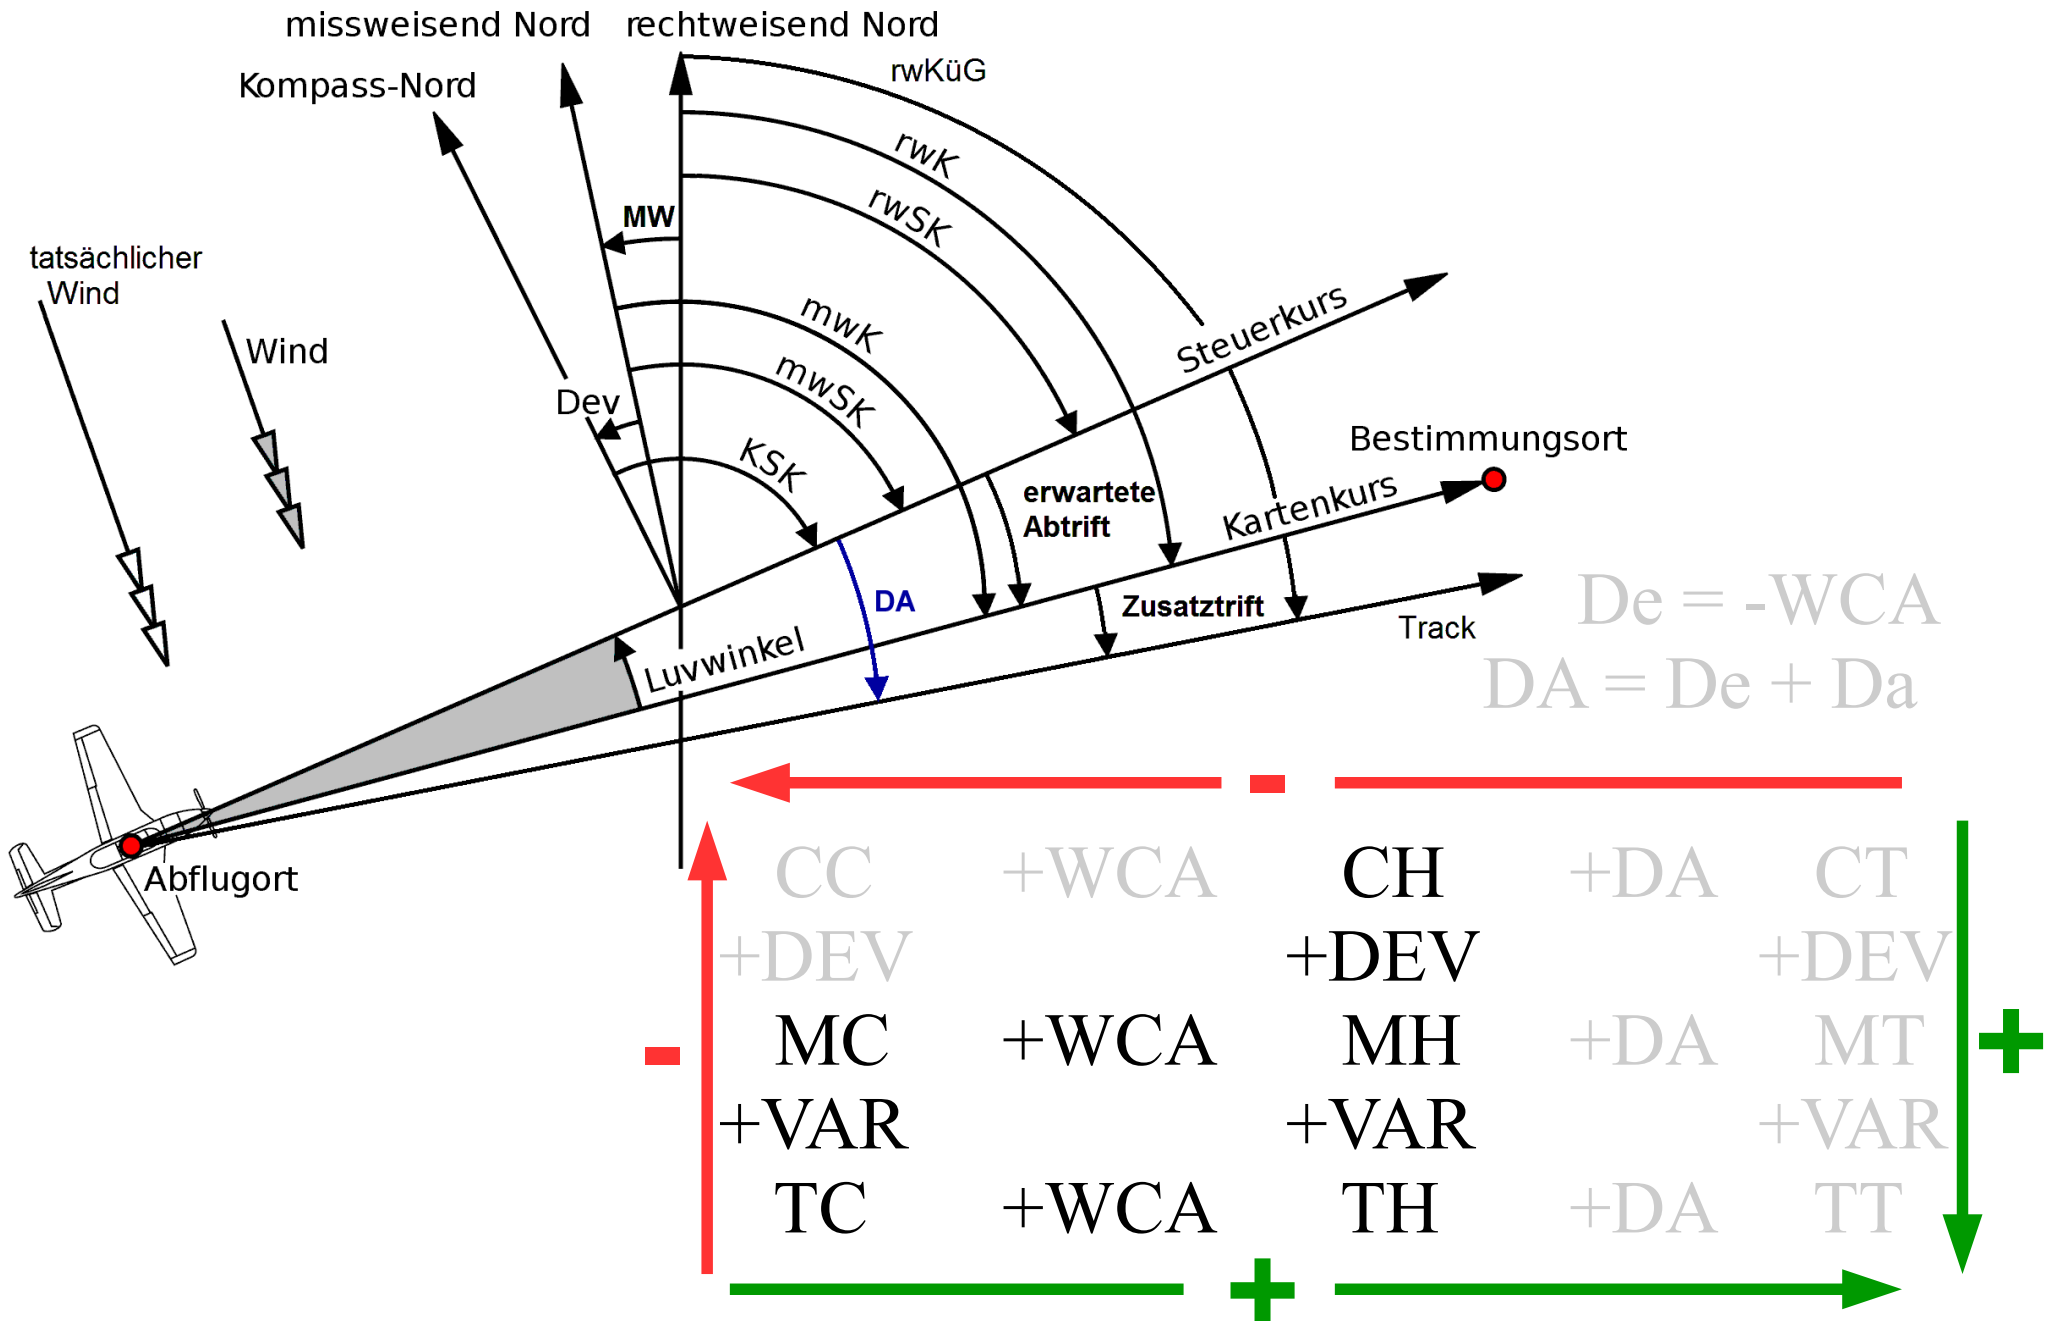 missweisend Nord
rechtweisend Nord
rwKüG
Kompass-Nord
rwK
rwSK
MW
tatsächlicher
Wind
Wind
mwK
mwSK
Steuerkurs
Dev
KSK
Bestimmungsort
erwartete
Abtrift
Kartenkurs
DA
Zusatztrift
Track
Luvwinkel
Abflugort
De = -WCA
DA = De + Da
-
CC +WCA CH +DA CT
+DEV +DEV +DEV
MC +WCA MH +DA MT
- +
+VAR +VAR +VAR
TC +WCA TH +DA TT
+